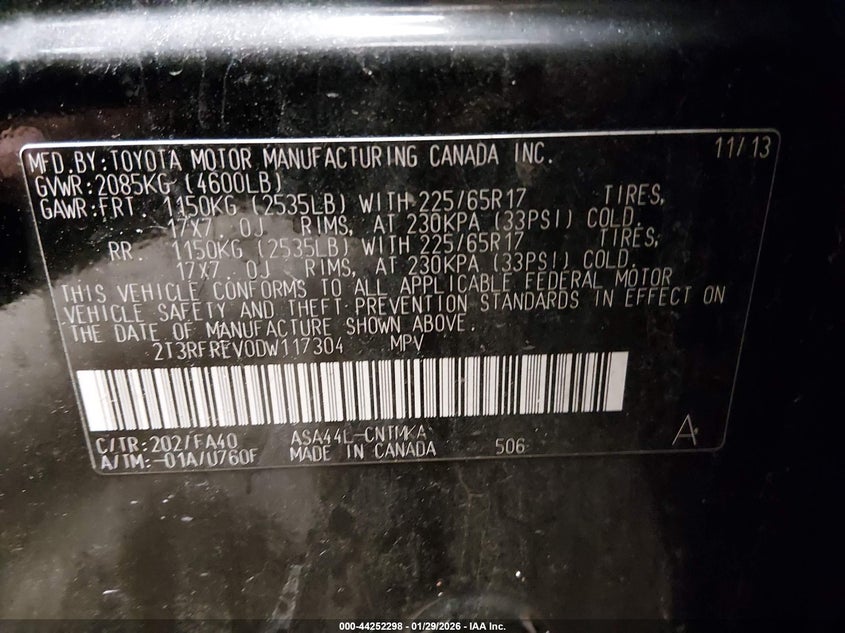 MFD.BY:TOYOTA MOTOR MANUFACTURING CANADA INC. 11/13
GVWR:2085KG (4600LB)
GAWR:FRT. 1150KG (2535LB) WITH 225/65R17 TIRES,
17X7.0J RIMS, AT 230KPA (33PSI) COLD.
RR. 1150KG (2535LB) WITH 225/65R17 TIRES;
17X7.0J RIMS, AT 230KPA (33PSI) COLD.
THIS VEHICLE CONFORMS TO ALL APPLICABLE FEDERAL MOTOR
VEHICLE SAFETY AND THEFT PREVENTION STANDARDS IN EFFECT ON
THE DATE OF MANUFACTURE SHOWN ABOVE.
2T3RFREV0DW117304 MPV
C/TR:202/FA40 ASA44L-CNTMKA
A/TM:-01A/U760F MADE IN CANADA 506 A
000-44252298 - 01/29/2026 - IAA Inc.